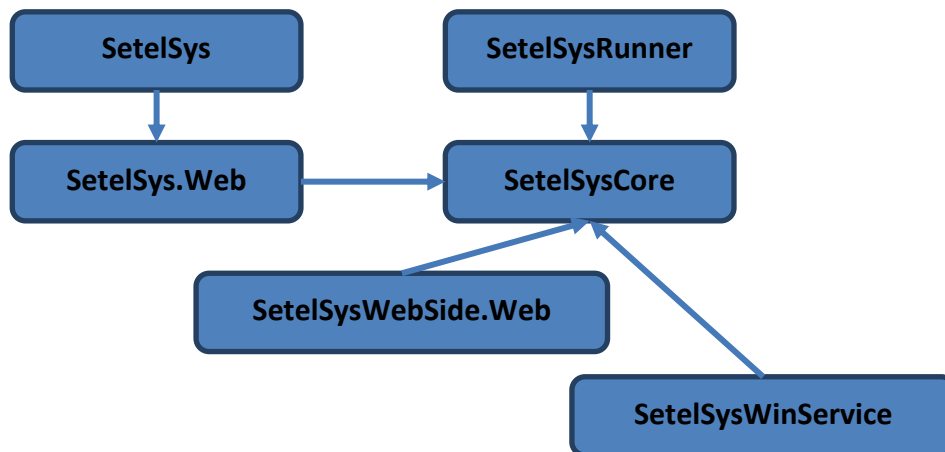 SetelSys
SetelSysRunner
SetelSys.Web
SetelSysCore
SetelSysWebSide.Web
SetelSysWinService